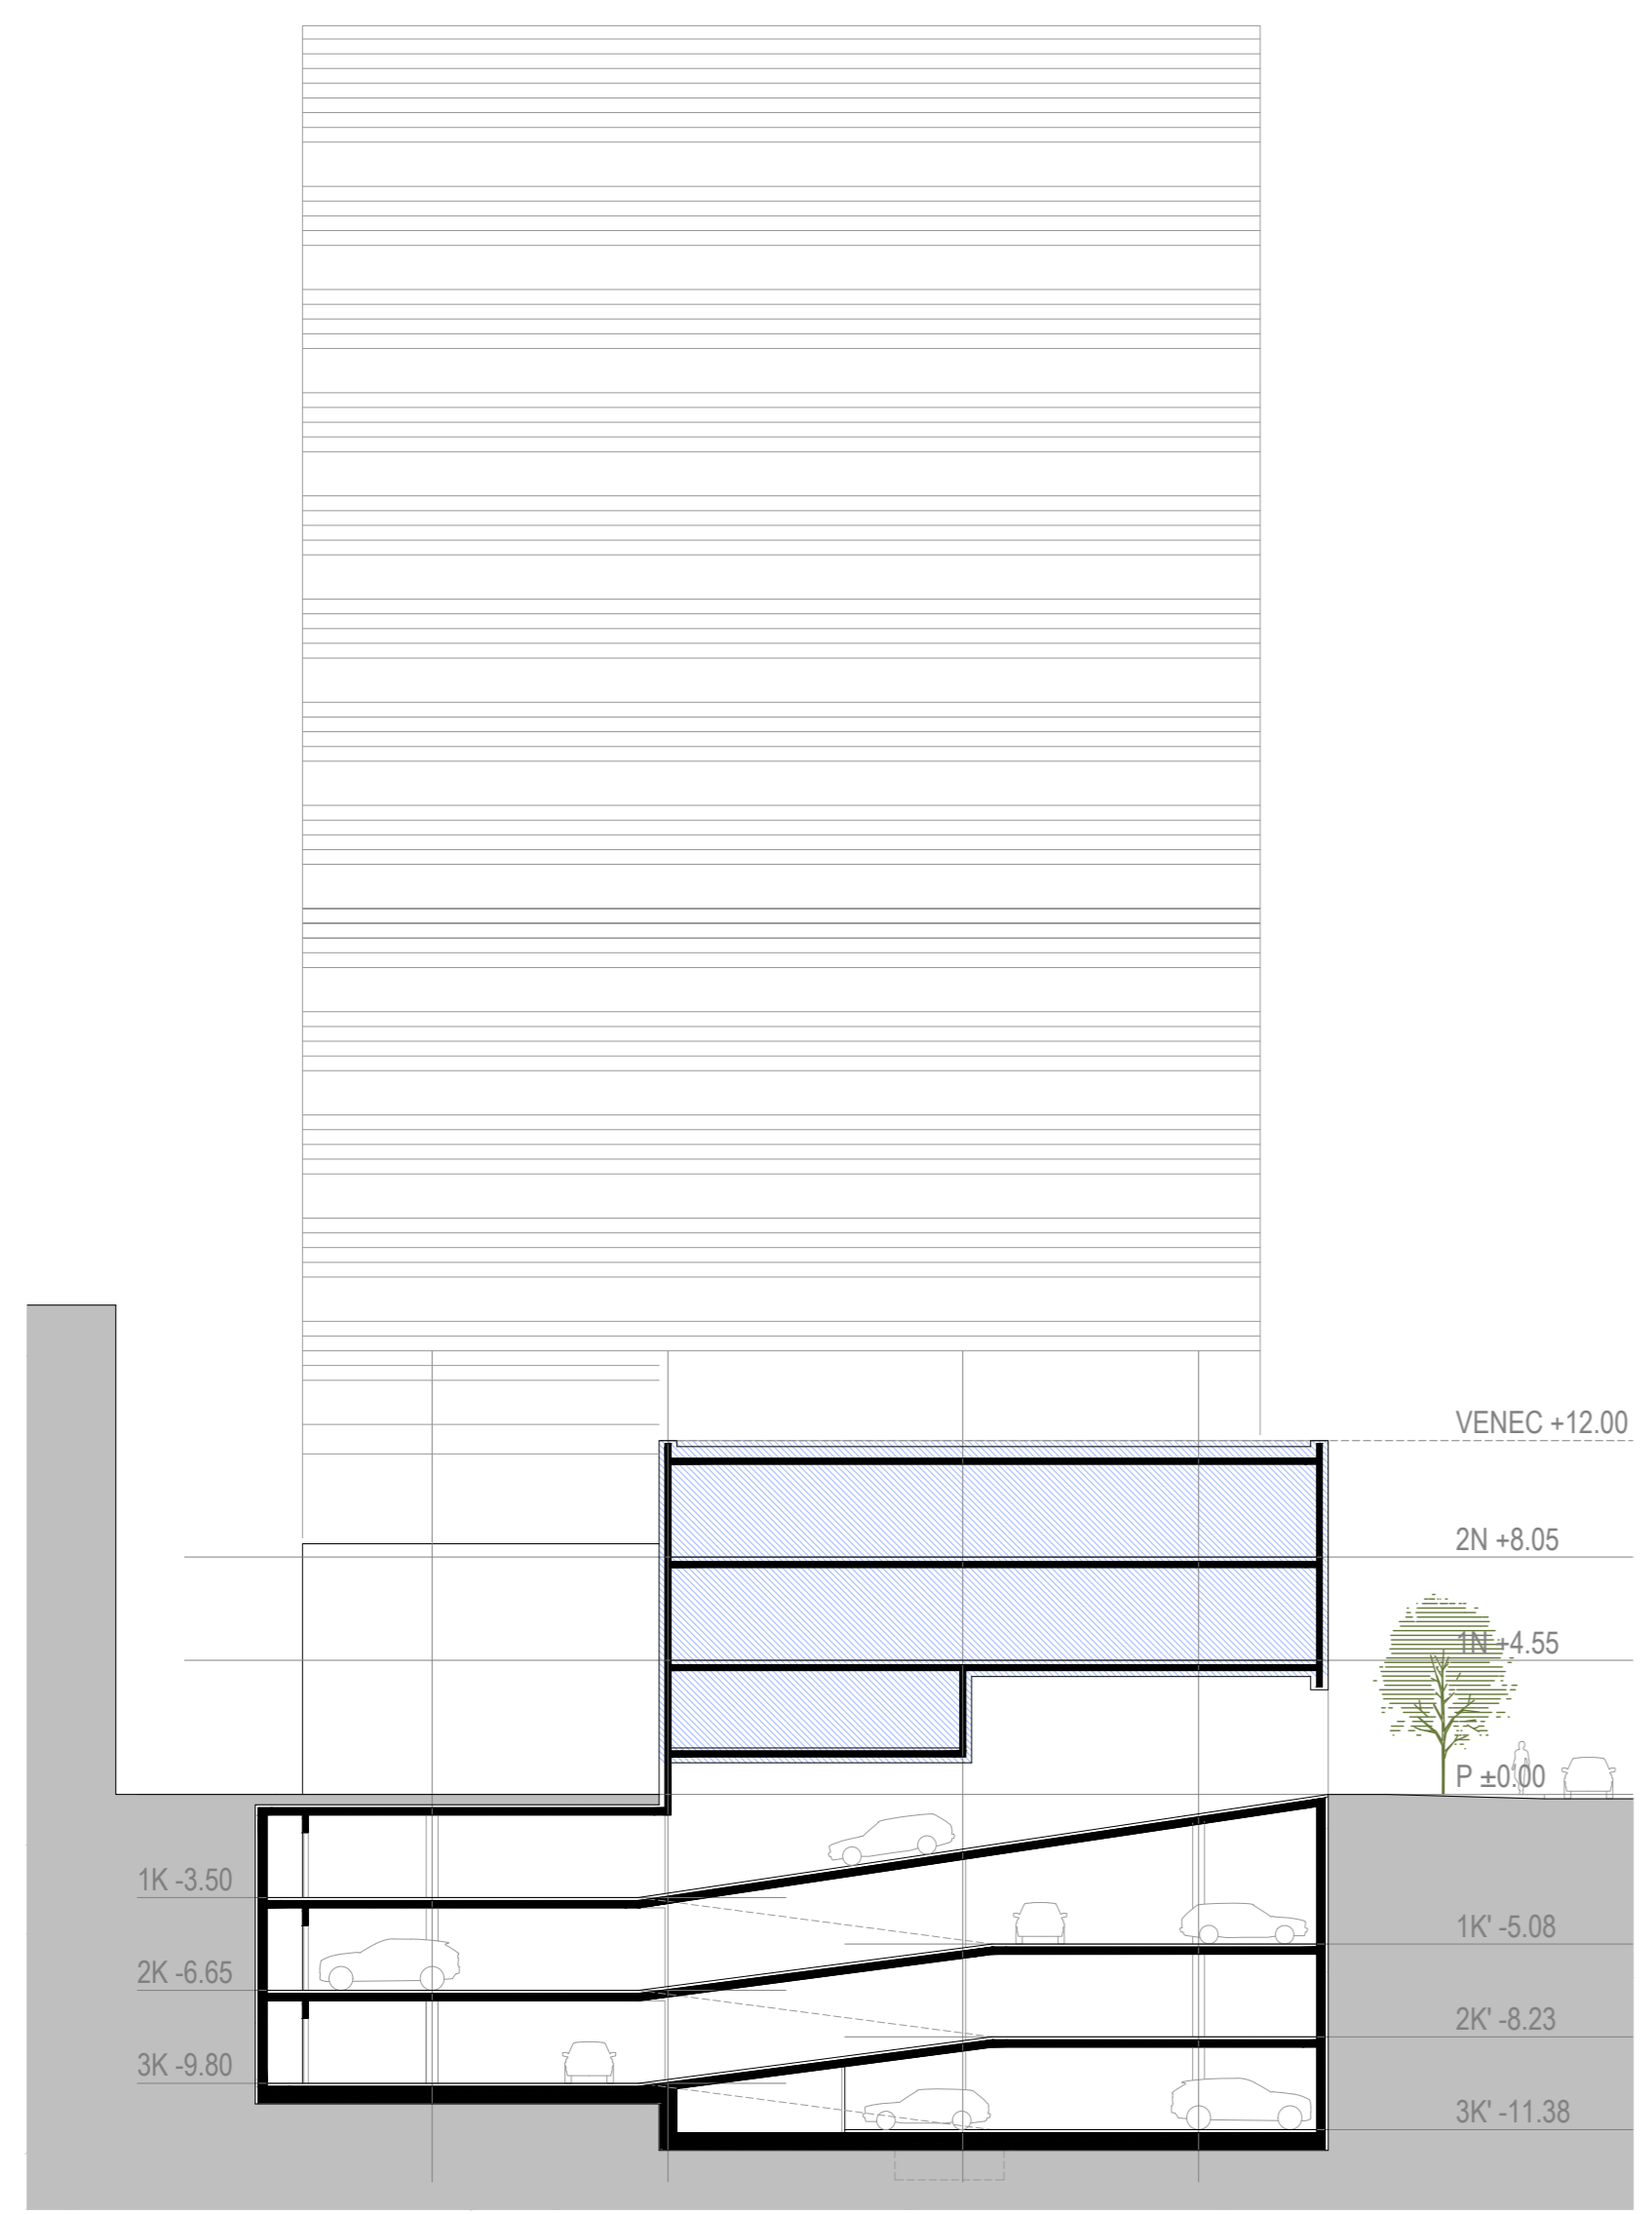 VENEC +12.00
2N +8.05
1N +4.55
P ±0.00
1K -3.50
1K' -5.08
2K -6.65
2K' -8.23
3K -9.80
3K' -11.38